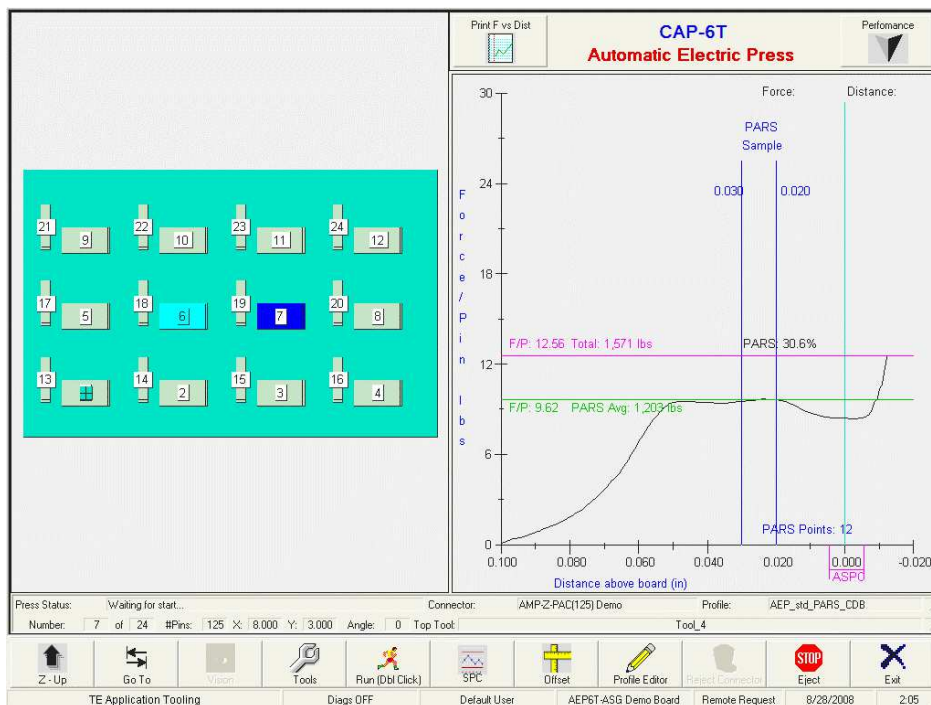 Print F vs Dist
CAP-6T
Automatic Electric Press
Perfomance
21 22 23 24
9 10 11 12
17 18 19 20
5 6 7 8
13 14 15 16
2 3 4
Force: Distance:
PARS
Sample
0.030 0.020
Force/Pin lbs
30
24
18
12
6
0
F/P: 12.56 Total: 1,571 lbs PARS: 30.6%
F/P: 9.62 PARS Avg: 1,203 lbs
PARS Points: 12
0.100 0.080 0.060 0.040 0.020 0.000 -0.020
ASP0
Distance above board (in)
Press Status: Waiting for start... Connector: AMP-Z-PAC(125) Demo Profile: AEP_std_PARS_CDB
Number: 7 of 24 #Pins: 125 X: 8.000 Y: 3.000 Angle: 0 Top Tool: Tool_4
Z - Up Go To Vision Tools Run (Dbl Click) SPC Offset Profile Editor Reject Connector STOP Eject Exit
TE Application Tooling Diags OFF Default User AEP6T-ASG Demo Board Remote Request 8/28/2008 2:05